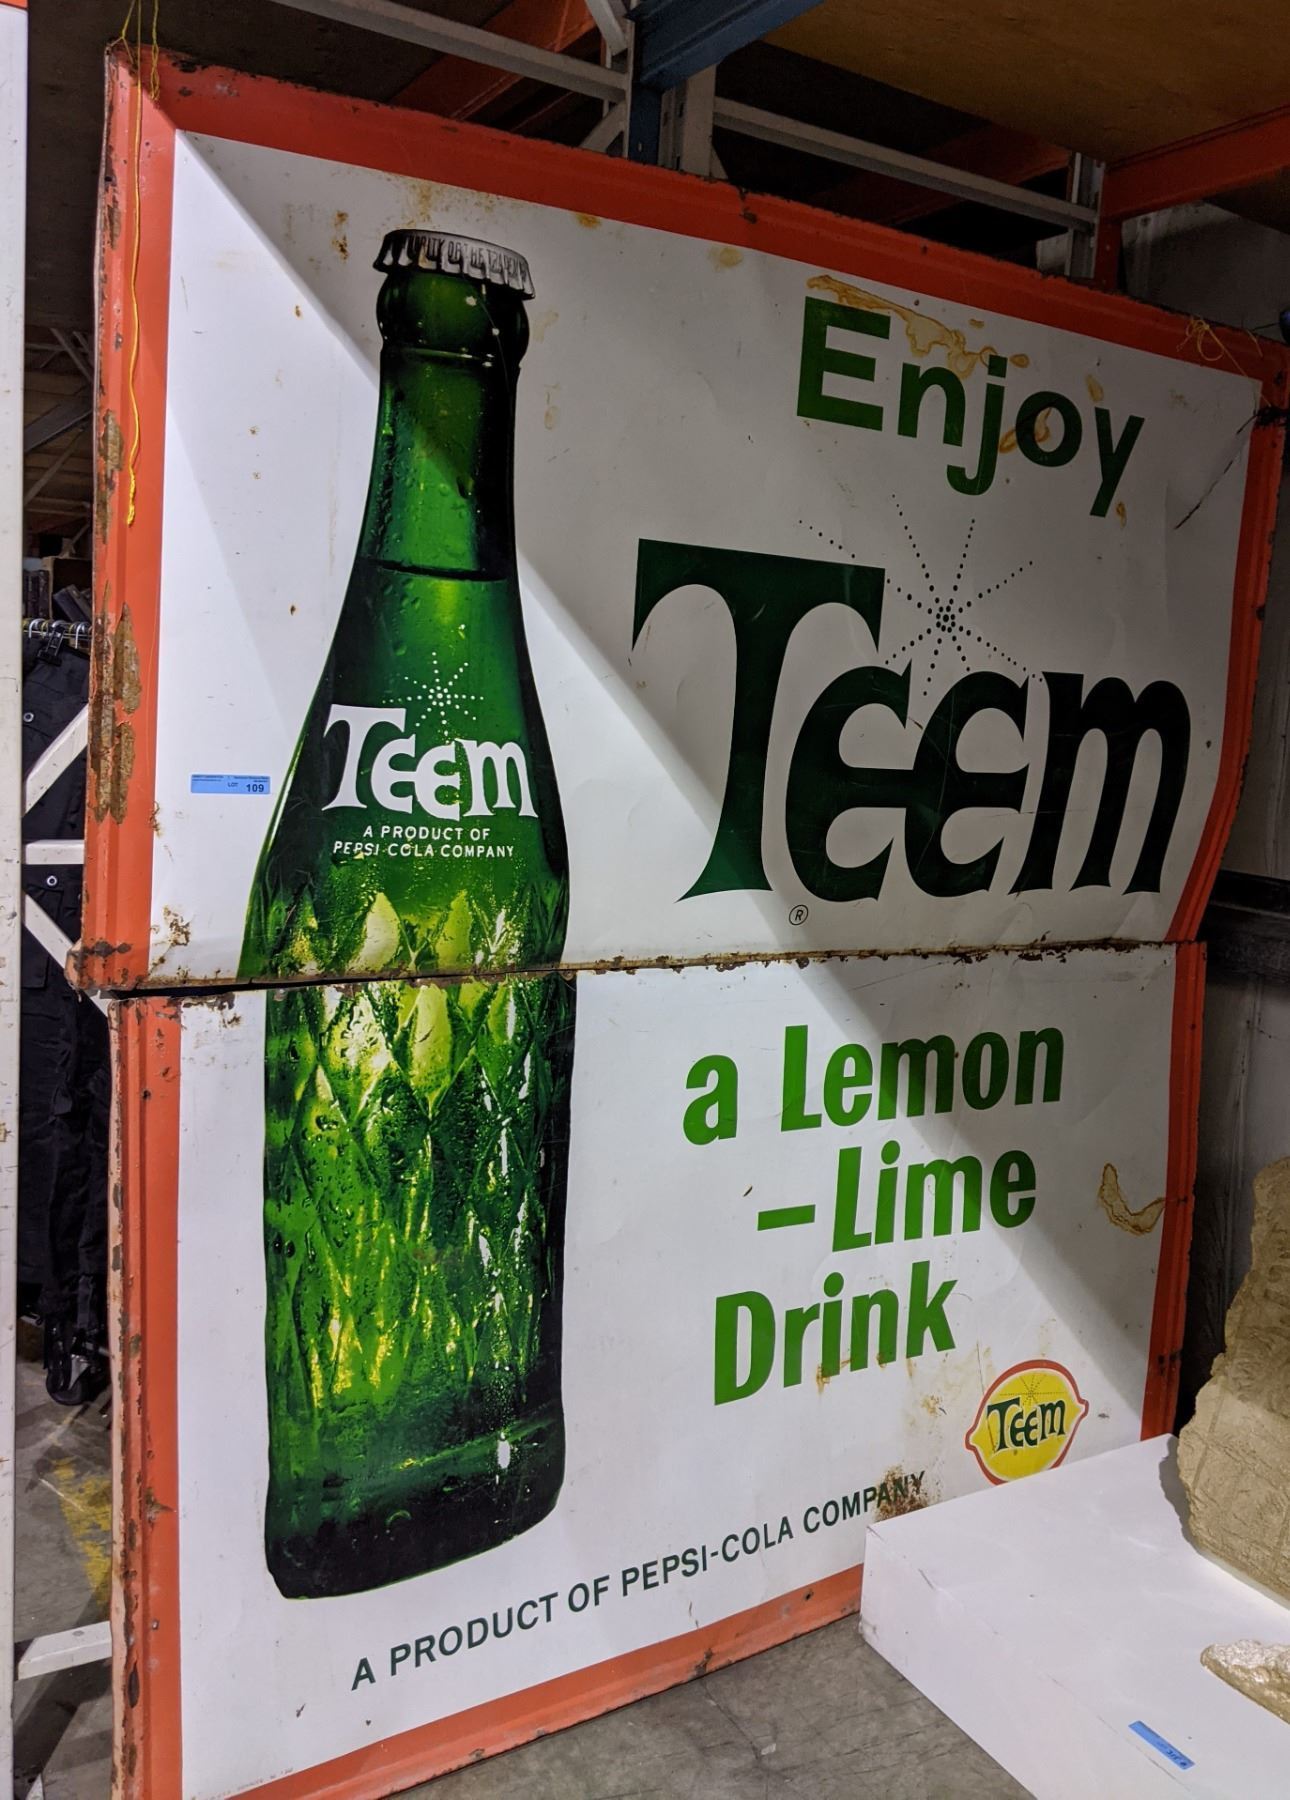 Enjoy
Teem
®
Teem
A PRODUCT OF
PEPSI-COLA COMPANY
LOT 109
a Lemon
–Lime
Drink
Teem
A PRODUCT OF PEPSI-COLA COMPANY